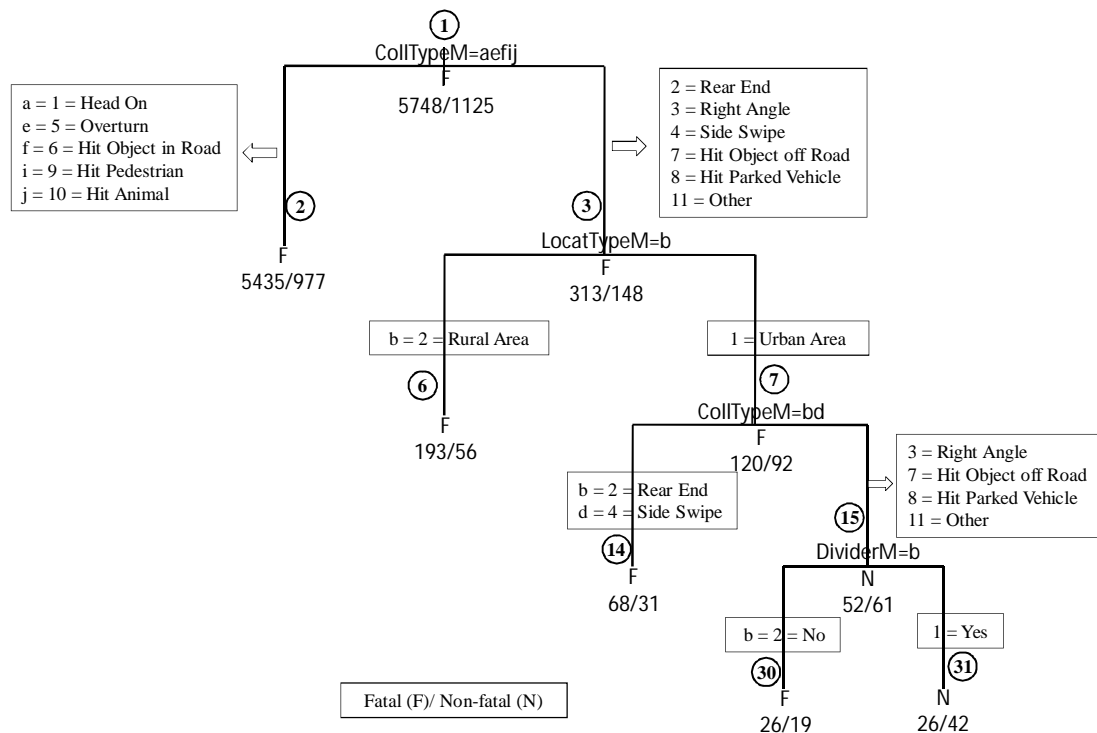 1
CollTypeM=aefij
F
5748/1125
a = 1 = Head On
e = 5 = Overturn
f = 6 = Hit Object in Road
i = 9 = Hit Pedestrian
j = 10 = Hit Animal
2 = Rear End
3 = Right Angle
4 = Side Swipe
7 = Hit Object off Road
8 = Hit Parked Vehicle
11 = Other
2
3
F
5435/977
LocatTypeM=b
F
313/148
b = 2 = Rural Area
1 = Urban Area
6
7
F
193/56
CollTypeM=bd
F
120/92
b = 2 = Rear End
d = 4 = Side Swipe
3 = Right Angle
7 = Hit Object off Road
8 = Hit Parked Vehicle
11 = Other
14
15
F
68/31
DividerM=b
N
52/61
b = 2 = No
1 = Yes
30
31
F
26/19
N
26/42
Fatal (F)/ Non-fatal (N)